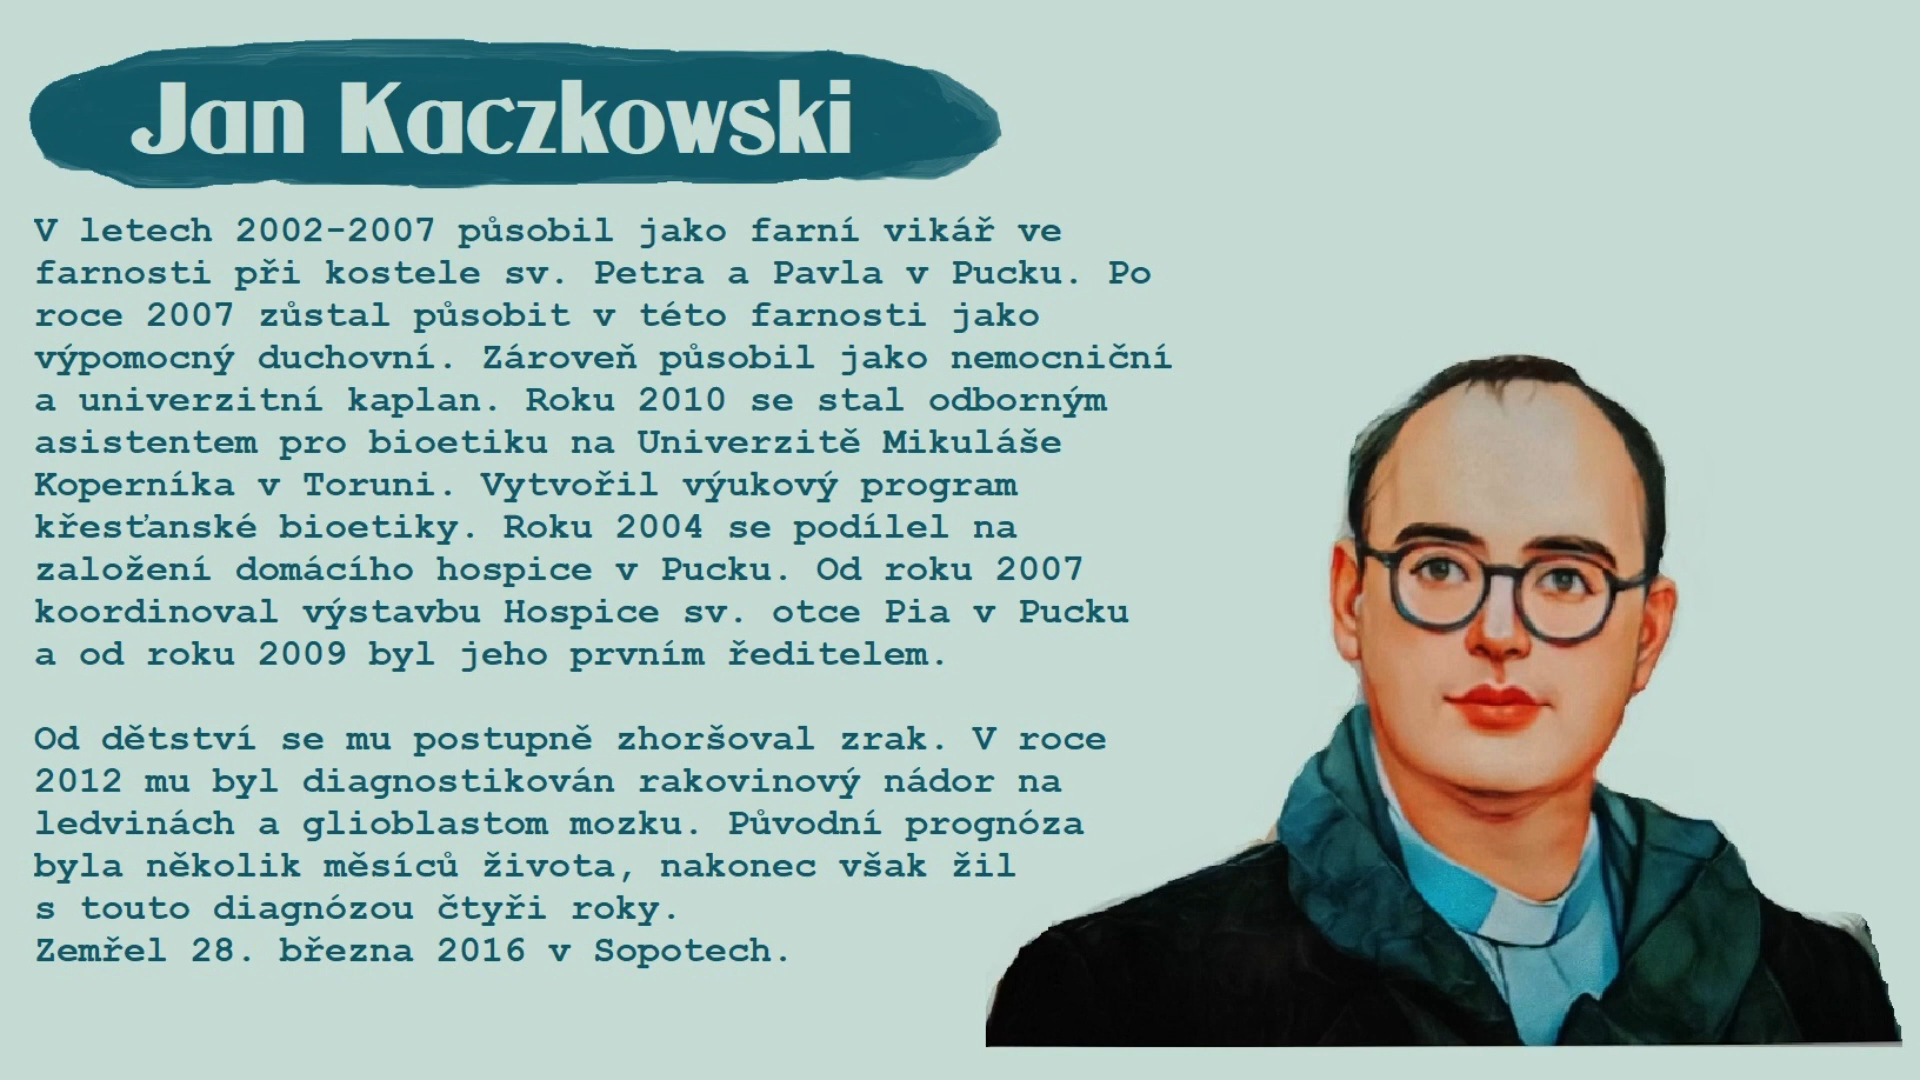 Jan Kaczkowski
V letech 2002-2007 působil jako farní vikář ve
farnosti při kostele sv. Petra a Pavla v Pucku. Po
roce 2007 zůstal působit v této farnosti jako
výpomocný duchovní. Zároveň působil jako nemocniční
a univerzitní kaplan. Roku 2010 se stal odborným
asistentem pro bioetiku na Univerzitě Mikuláše
Koperníka v Toruni. Vytvořil výukový program
křesťanské bioetiky. Roku 2004 se podílel na
založení domácího hospice v Pucku. Od roku 2007
koordinoval výstavbu Hospice sv. otce Pia v Pucku
a od roku 2009 byl jeho prvním ředitelem.
Od dětství se mu postupně zhoršoval zrak. V roce
2012 mu byl diagnostikován rakovinový nádor na
ledvinách a glioblastom mozku. Původní prognóza
byla několik měsíců života, nakonec však žil
s touto diagnózou čtyři roky.
Zemřel 28. března 2016 v Sopotech.